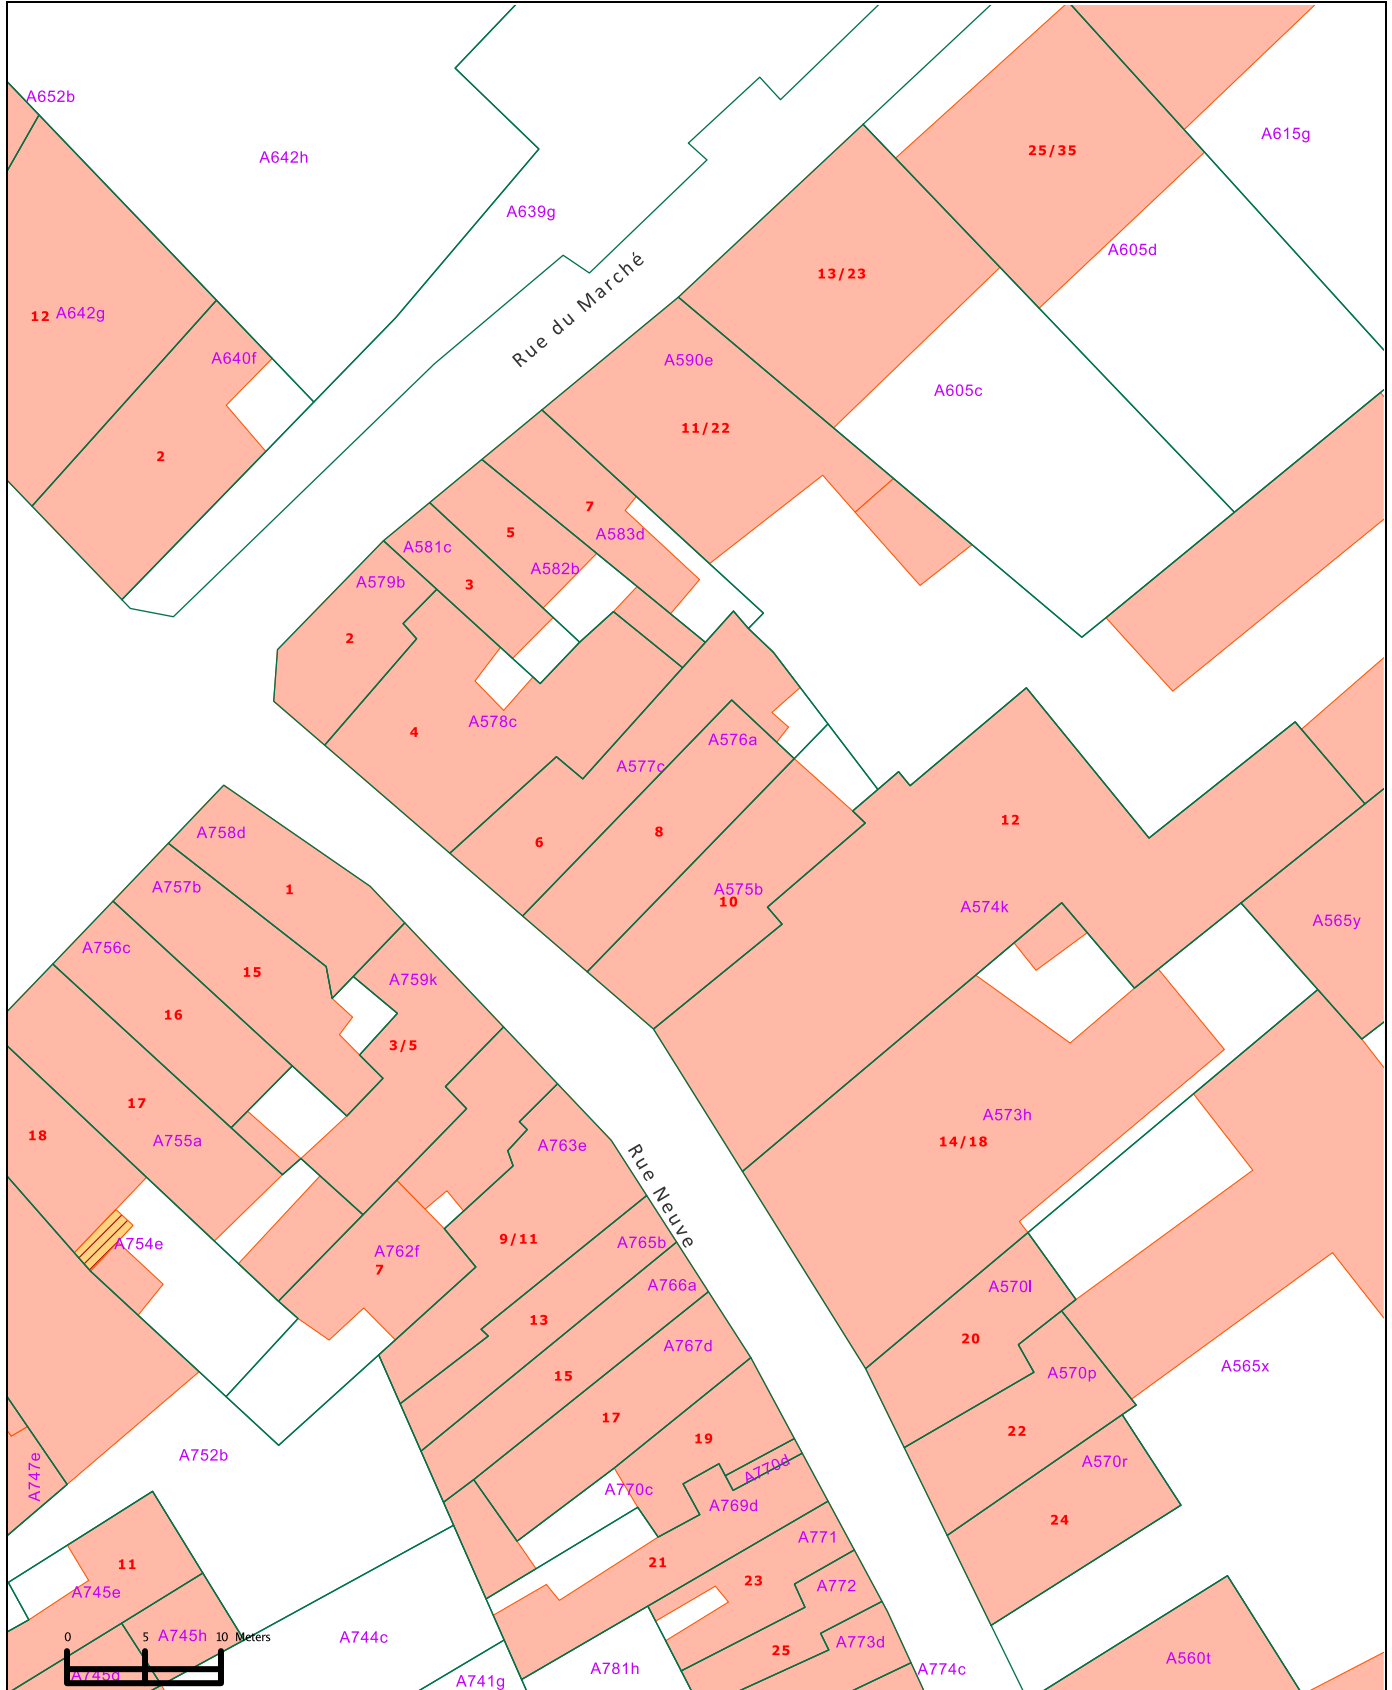 A652b
A615g
25/35
A642h
A639g
A605d
Rue du Marché
13/23
12 A642g
A640f
A590e
A605c
11/22
2
7
5
A583d
A581c
A582b
A579b
3
2
A578c
4
A576a
A577c
12
A758d
8
6
A757b
1
A575b
10
A574k
A565y
A756c
15
A759k
16
3/5
17
A573h
18
A755a
A763e
14/18
Rue Neuve
A754e
A762f
9/11
A765b
7
A766a
A570l
13
20
A767d
A565x
15
A570p
17
22
19
A752b
A747e
A770d
A570r
A770c
A769d
24
A771
11
21
23
A745e
A772
A745h
A744c
0 5 10 Meters
A773d
25
A560t
A745d
A741g
A781h
A774c